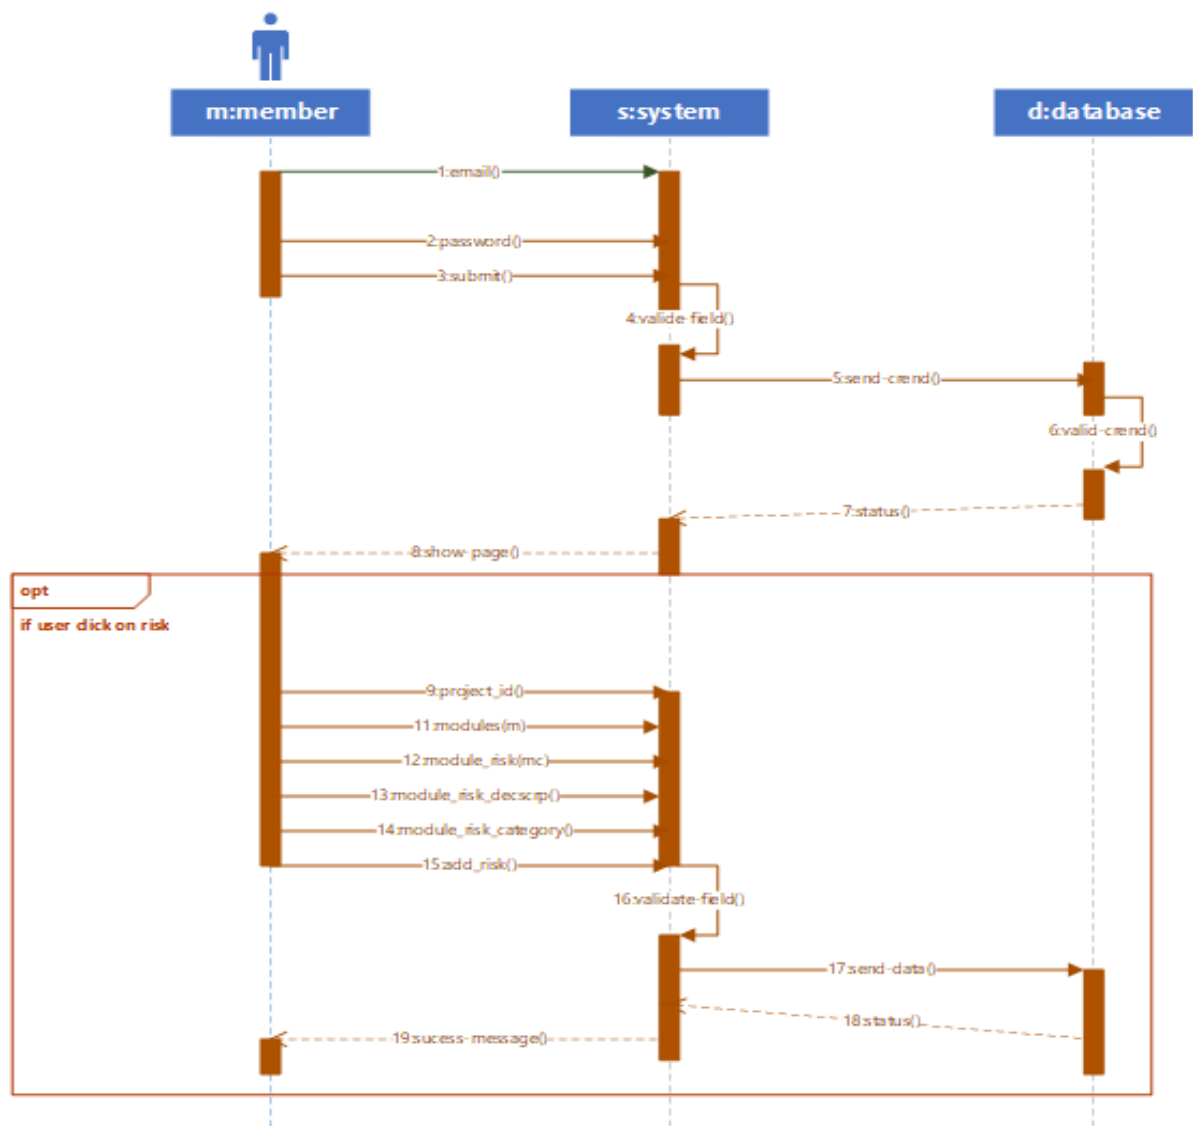 m:member
s:system
d:database
1:email()
2:password()
3:submit()
4:valide-field()
5:send-crend()
6:valid-crend()
7:status()
8:show-page()
opt
if user click on risk
9:project_id()
11:modules(m)
12:module_risk(mc)
13:module_risk_decscrp()
14:module_risk_category()
15:add_risk()
16:validate-field()
17:send-data()
18:status()
19:sucess-message()